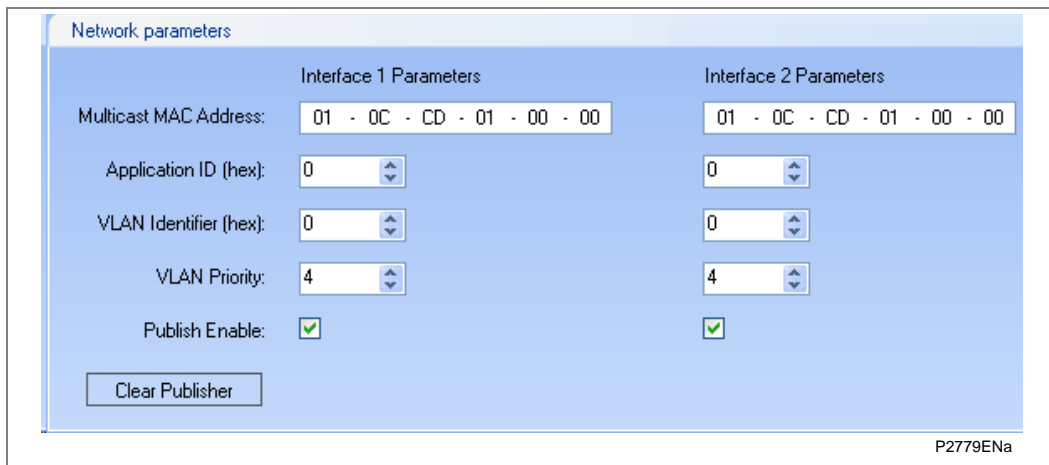 Network parameters
Interface 1 Parameters Interface 2 Parameters
Multicast MAC Address: 01 - 0C - CD - 01 - 00 - 00 01 - 0C - CD - 01 - 00 - 00
Application ID (hex): 0 0
VLAN Identifier (hex): 0 0
VLAN Priority: 4 4
Publish Enable:
Clear Publisher
P2779ENa